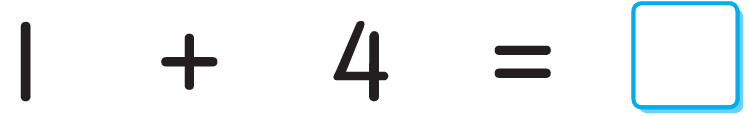 1 + 4 =